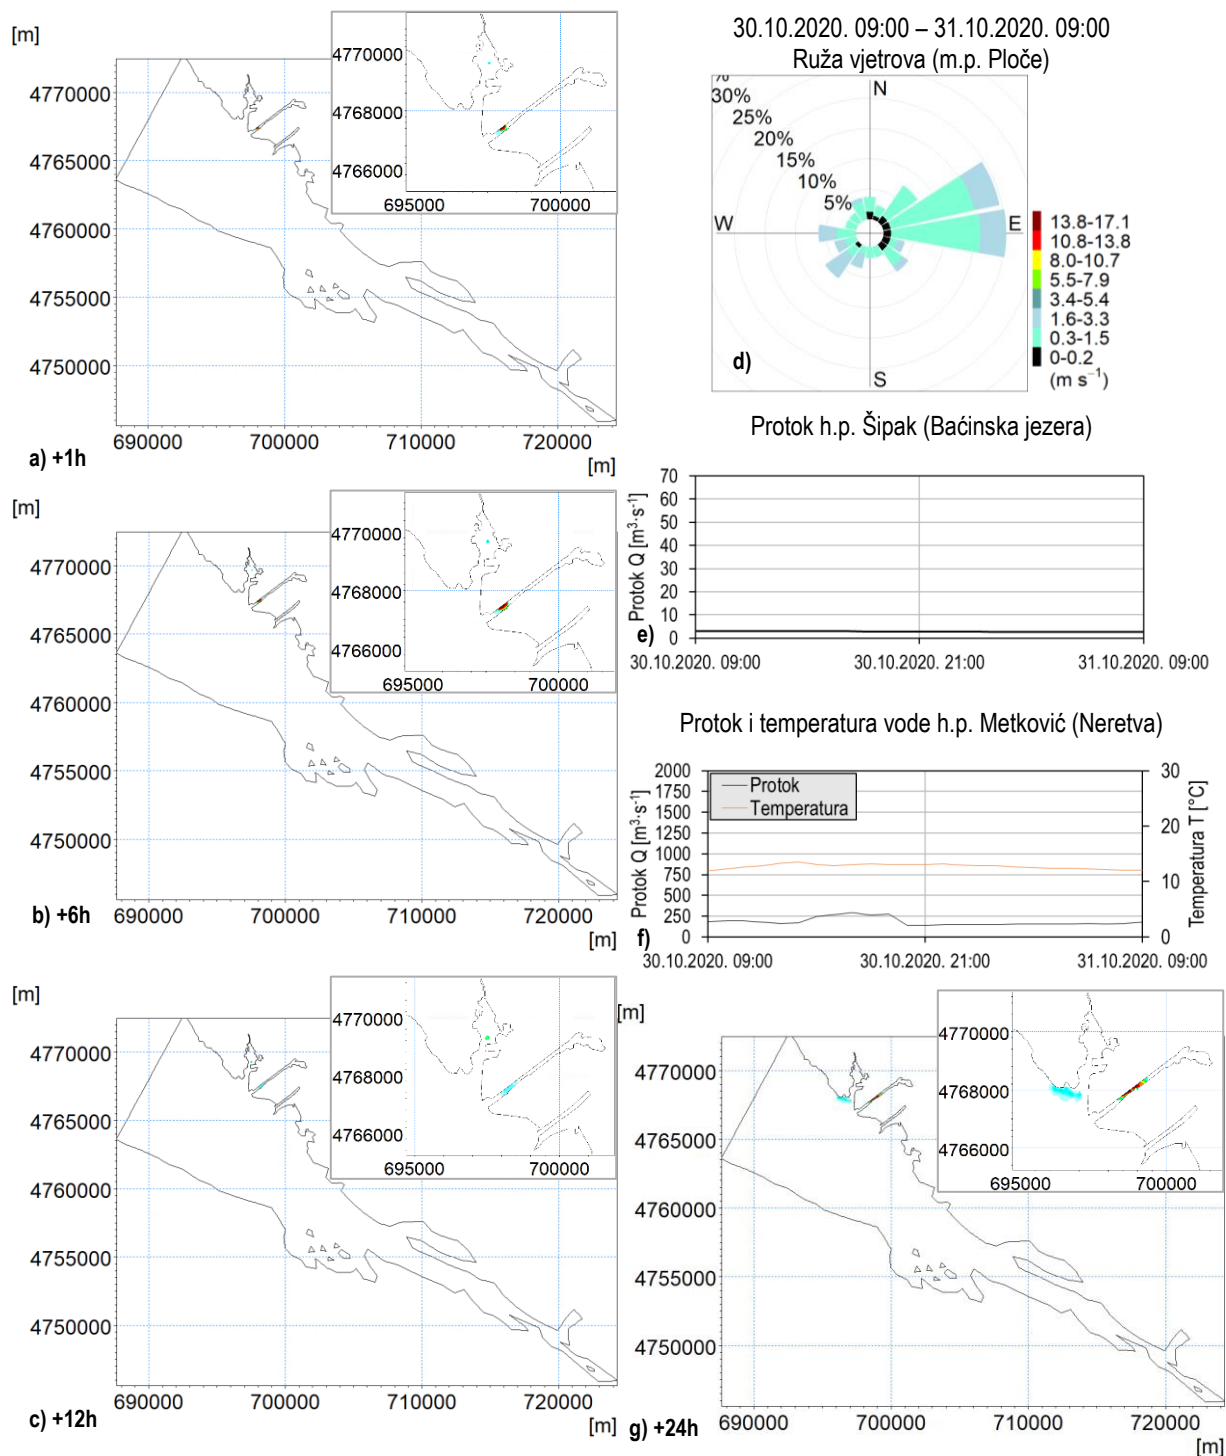 [m]
4770000
4765000
4760000
4755000
4750000
690000 700000 710000 720000
[m]
a) +1h
4770000
4768000
4766000
695000 700000
30.10.2020. 09:00 – 31.10.2020. 09:00
Ruža vjetrova (m.p. Ploče)
%
30%
25%
20%
15%
10%
5%
N
W
E
S
d)
13.8-17.1
10.8-13.8
8.0-10.7
5.5-7.9
3.4-5.4
1.6-3.3
0.3-1.5
0-0.2
(m s⁻¹)
[m]
4770000
4765000
4760000
4755000
4750000
690000 700000 710000 720000
[m]
b) +6h
4770000
4768000
4766000
695000 700000
Protok h.p. Šipak (Baćinska jezera)
Protok Q [m³·s⁻¹]
70
60
50
40
30
20
10
0
e)
30.10.2020. 09:00 30.10.2020. 21:00 31.10.2020. 09:00
Protok i temperatura vode h.p. Metković (Neretva)
Protok Q [m³·s⁻¹]
2000
1750
1500
1250
1000
750
500
250
0
Protok
Temperatura
30
20
10
0
Temperatura T [°C]
f)
30.10.2020. 09:00 30.10.2020. 21:00 31.10.2020. 09:00
[m]
4770000
4765000
4760000
4755000
4750000
690000 700000 710000 720000
[m]
c) +12h
4770000
4768000
4766000
695000 700000
[m]
4770000
4765000
4760000
4755000
4750000
690000 700000 710000 720000
[m]
g) +24h
4770000
4768000
4766000
695000 700000